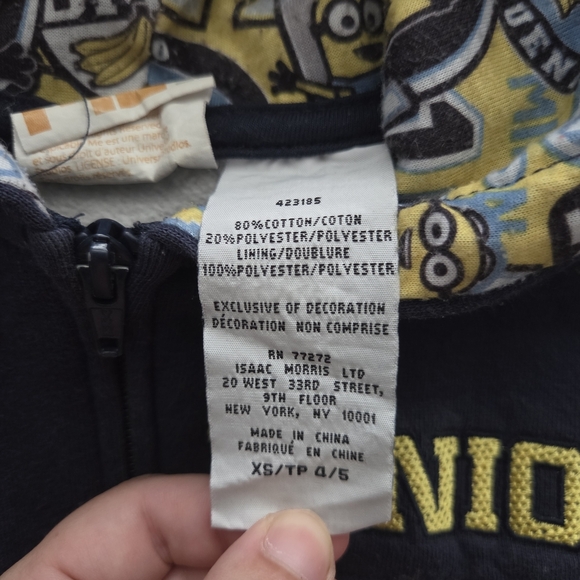 423185
80%COTTON/COTON
20%POLYESTER/POLYESTER
LINING/DOUBLURE
100%POLYESTER/POLYESTER
EXCLUSIVE OF DECORATION
DÉCORATION NON COMPRISE
RN 77272
ISAAC MORRIS LTD
20 WEST 33RD STREET,
9TH FLOOR
NEW YORK, NY 10001
MADE IN CHINA
FABRIQUÉ EN CHINE
XS/TP 4/5
NIO